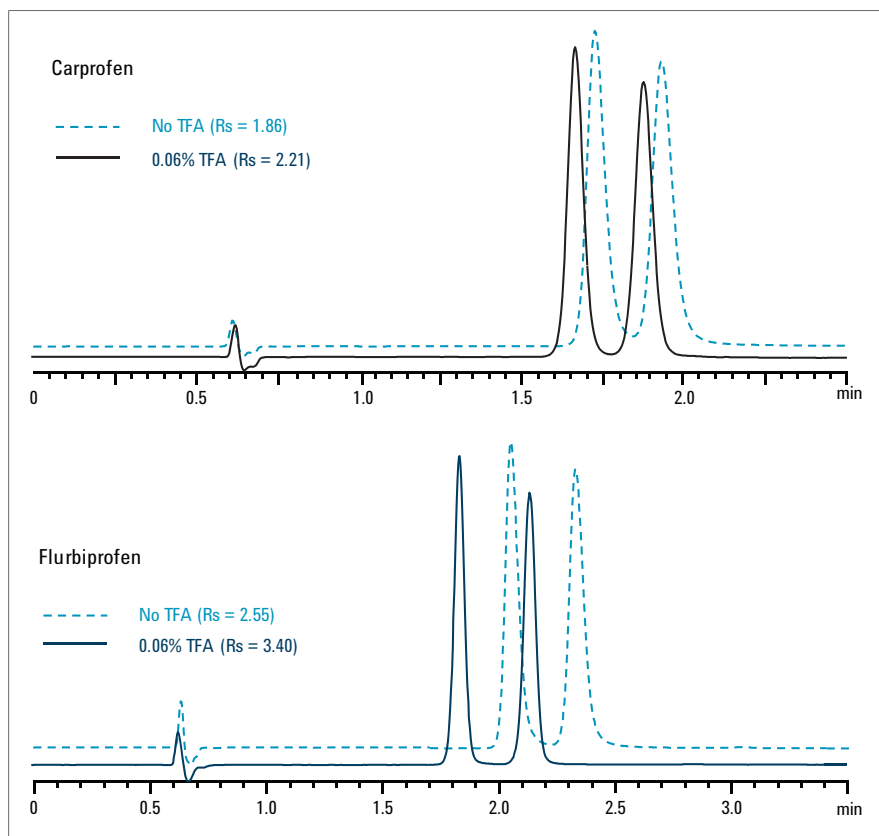 Carprofen
No TFA (Rs = 1.86)
0.06% TFA (Rs = 2.21)
0 0.5 1.0 1.5 2.0 min
Flurbiprofen
No TFA (Rs = 2.55)
0.06% TFA (Rs = 3.40)
0 0.5 1.0 1.5 2.0 2.5 3.0 min